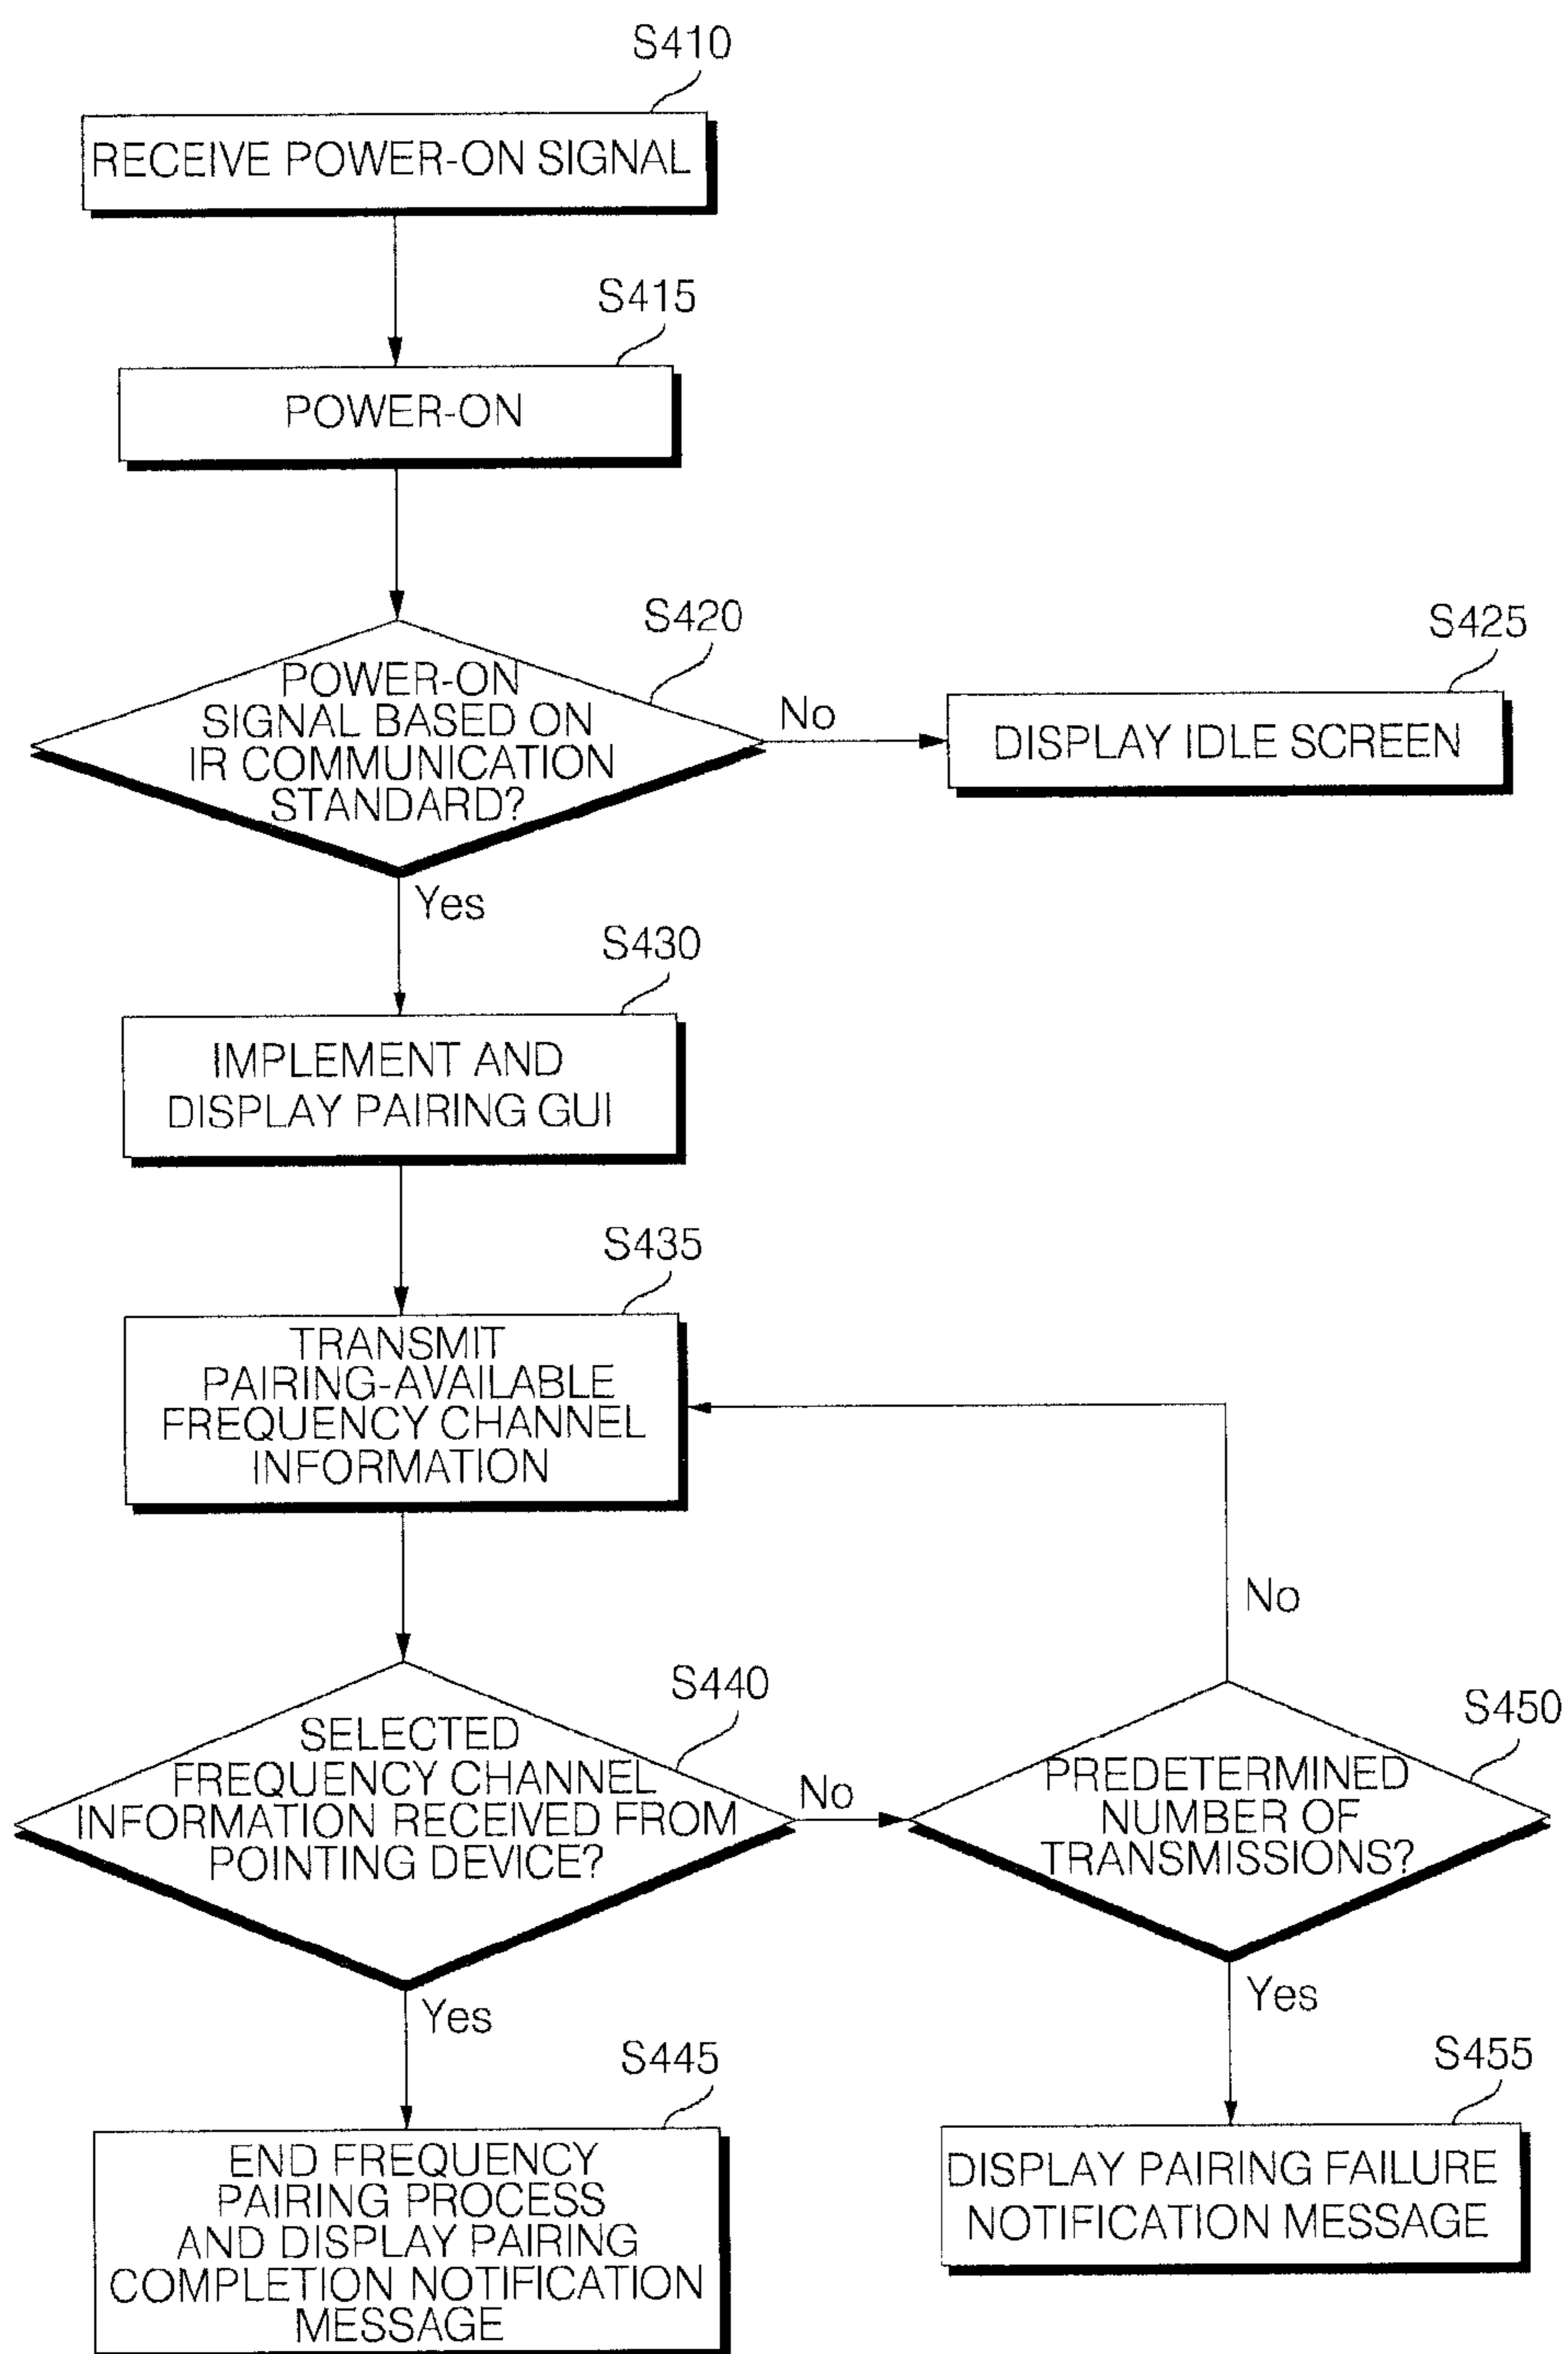 S410
RECEIVE POWER-ON SIGNAL
S415
POWER-ON
S420
POWER-ON
SIGNAL BASED ON
IR COMMUNICATION
STANDARD?
No
S425
DISPLAY IDLE SCREEN
Yes
S430
IMPLEMENT AND
DISPLAY PAIRING GUI
S435
TRANSMIT
PAIRING-AVAILABLE
FREQUENCY CHANNEL
INFORMATION
S440
SELECTED
FREQUENCY CHANNEL
INFORMATION RECEIVED FROM
POINTING DEVICE?
No
S450
PREDETERMINED
NUMBER OF
TRANSMISSIONS?
No
Yes
S445
END FREQUENCY
PAIRING PROCESS
AND DISPLAY PAIRING
COMPLETION NOTIFICATION
MESSAGE
Yes
S455
DISPLAY PAIRING FAILURE
NOTIFICATION MESSAGE